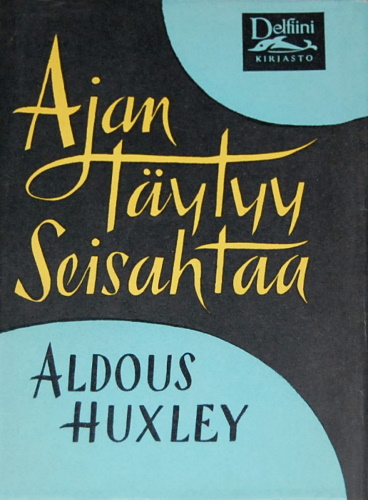 Delfiini
KIRJASTO
Ajan
täytyy
Seisahtaa
ALDOUS
HUXLEY